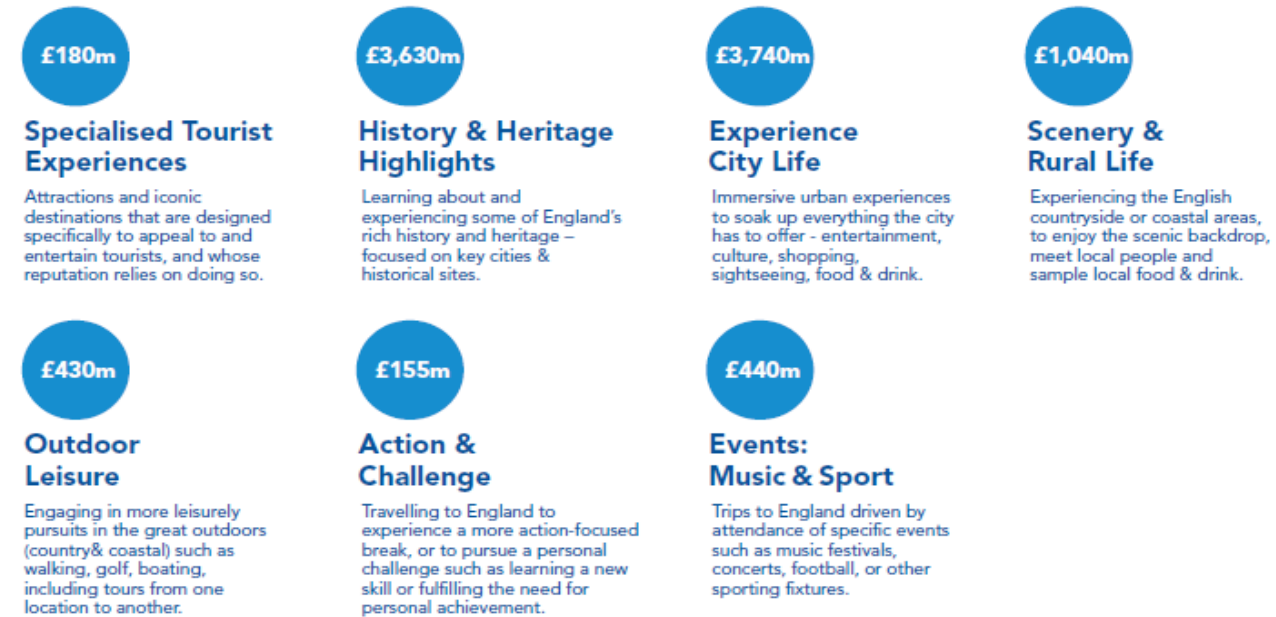 £180m
Specialised Tourist
Experiences
Attractions and iconic
destinations that are designed
specifically to appeal to and
entertain tourists, and whose
reputation relies on doing so.
£3,630m
History & Heritage
Highlights
Learning about and
experiencing some of England's
rich history and heritage –
focused on key cities &
historical sites.
£3,740m
Experience
City Life
Immersive urban experiences
to soak up everything the city
has to offer - entertainment,
culture, shopping,
sightseeing, food & drink.
£1,040m
Scenery &
Rural Life
Experiencing the English
countryside or coastal areas,
to enjoy the scenic backdrop,
meet local people and
sample local food & drink.
£430m
Outdoor
Leisure
Engaging in more leisurely
pursuits in the great outdoors
(country& coastal) such as
walking, golf, boating,
including tours from one
location to another.
£155m
Action &
Challenge
Travelling to England to
experience a more action-focused
break, or to pursue a personal
challenge such as learning a new
skill or fulfilling the need for
personal achievement.
£440m
Events:
Music & Sport
Trips to England driven by
attendance of specific events
such as music festivals,
concerts, football, or other
sporting fixtures.